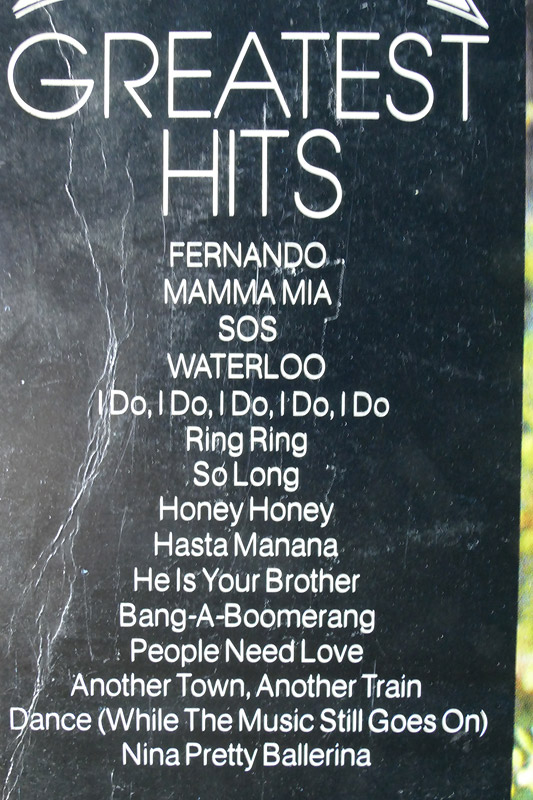 GREATEST
HITS
FERNANDO
MAMMA MIA
SOS
WATERLOO
I Do, I Do, I Do, I Do, I Do
Ring Ring
So Long
Honey Honey
Hasta Manana
He Is Your Brother
Bang-A-Boomerang
People Need Love
Another Town, Another Train
Dance (While The Music Still Goes On)
Nina Pretty Ballerina